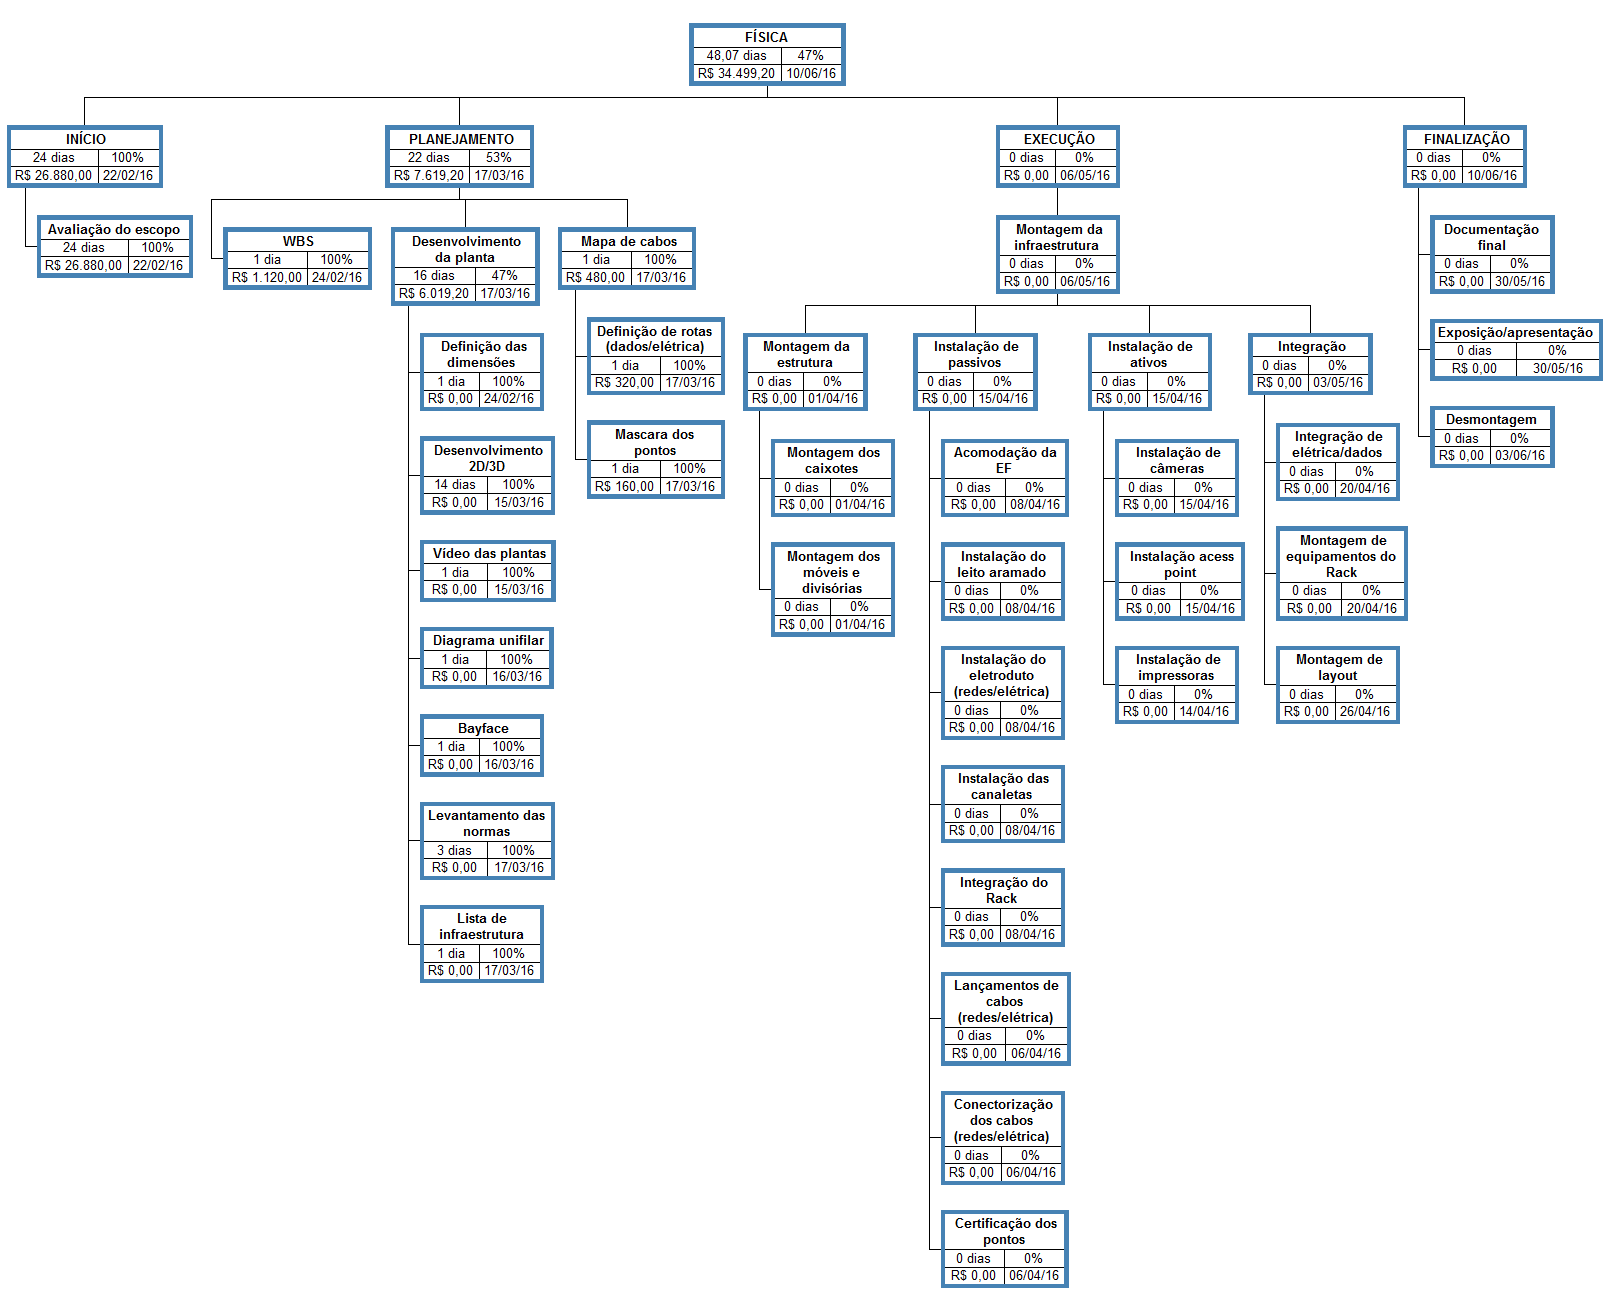 FÍSICA
48,07 dias 47%
R$ 34.499,20 10/06/16
INÍCIO
24 dias 100%
R$ 26.880,00 22/02/16
Avaliação do escopo
24 dias 100%
R$ 26.880,00 22/02/16
PLANEJAMENTO
22 dias 53%
R$ 7.619,20 17/03/16
WBS
1 dia 100%
R$ 1.120,00 24/02/16
Desenvolvimento
da planta
16 dias 47%
R$ 6.019,20 17/03/16
Definição das
dimensões
1 dia 100%
R$ 0,00 24/02/16
Desenvolvimento
2D/3D
14 dias 100%
R$ 0,00 15/03/16
Vídeo das plantas
1 dia 100%
R$ 0,00 15/03/16
Diagrama unifilar
1 dia 100%
R$ 0,00 16/03/16
Bayface
1 dia 100%
R$ 0,00 16/03/16
Levantamento das
normas
3 dias 100%
R$ 0,00 17/03/16
Lista de
infraestrutura
1 dia 100%
R$ 0,00 17/03/16
Mapa de cabos
1 dia 100%
R$ 480,00 17/03/16
Definição de rotas
(dados/elétrica)
1 dia 100%
R$ 320,00 17/03/16
Mascara dos
pontos
1 dia 100%
R$ 160,00 17/03/16
EXECUÇÃO
0 dias 0%
R$ 0,00 06/05/16
Montagem da
infraestrutura
0 dias 0%
R$ 0,00 06/05/16
Montagem da
estrutura
0 dias 0%
R$ 0,00 01/04/16
Montagem dos
caixotes
0 dias 0%
R$ 0,00 01/04/16
Montagem dos
móveis e
divisórias
0 dias 0%
R$ 0,00 01/04/16
Instalação de
passivos
0 dias 0%
R$ 0,00 15/04/16
Acomodação da
EF
0 dias 0%
R$ 0,00 08/04/16
Instalação do
leito aramado
0 dias 0%
R$ 0,00 08/04/16
Instalação do
eletroduto
(redes/elétrica)
0 dias 0%
R$ 0,00 08/04/16
Instalação das
canaletas
0 dias 0%
R$ 0,00 08/04/16
Integração do
Rack
0 dias 0%
R$ 0,00 08/04/16
Lançamentos de
cabos
(redes/elétrica)
0 dias 0%
R$ 0,00 06/04/16
Conectorização
dos cabos
(redes/elétrica)
0 dias 0%
R$ 0,00 06/04/16
Certificação dos
pontos
0 dias 0%
R$ 0,00 06/04/16
Instalação de
ativos
0 dias 0%
R$ 0,00 15/04/16
Instalação de
câmeras
0 dias 0%
R$ 0,00 15/04/16
Instalação acess
point
0 dias 0%
R$ 0,00 15/04/16
Instalação de
impressoras
0 dias 0%
R$ 0,00 14/04/16
Integração
0 dias 0%
R$ 0,00 03/05/16
Integração de
elétrica/dados
0 dias 0%
R$ 0,00 20/04/16
Montagem de
equipamentos do
Rack
0 dias 0%
R$ 0,00 20/04/16
Montagem de
layout
0 dias 0%
R$ 0,00 26/04/16
FINALIZAÇÃO
0 dias 0%
R$ 0,00 10/06/16
Documentação
final
0 dias 0%
R$ 0,00 30/05/16
Exposição/apresentação
0 dias 0%
R$ 0,00 30/05/16
Desmontagem
0 dias 0%
R$ 0,00 03/06/16